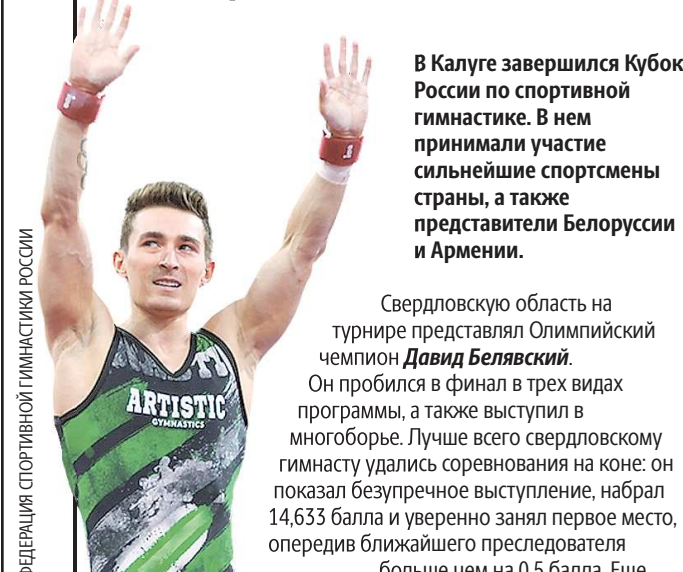 В Калуге завершился Кубок
России по спортивной
гимнастике. В нем
принимали участие
сильнейшие спортсмены
страны, а также
представители Белоруссии
и Армении.
Свердловскую область на
турнире представлял Олимпийский
чемпион Давид Белявский.
Он пробился в финал в трех видах
программы, а также выступил в
многоборье. Лучше всего свердловскому
гимнасту удались соревнования на коне: он
показал безупречное выступление, набрал
14,633 балла и уверенно занял первое место,
опередив ближайшего преследователя
больше чем на 0,5 балла. Еще
ФЕДЕРАЦИЯ СПОРТИВНОЙ ГИМНАСТИКИ РОССИИ
ARTISTIC
GYMNASTICS